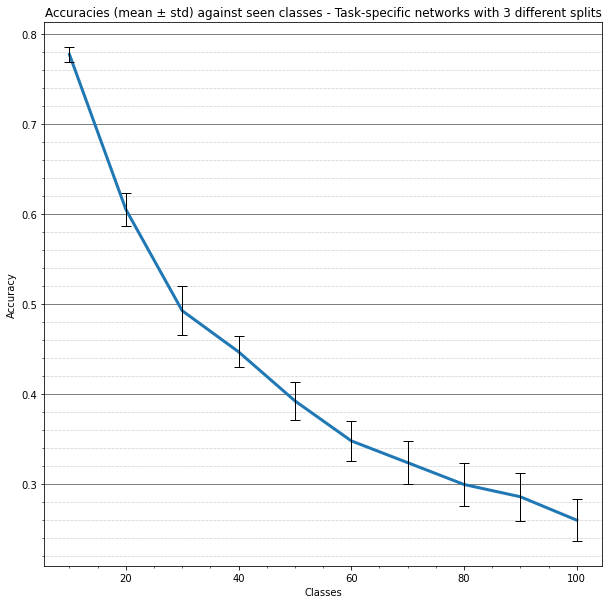 Accuracies (mean ± std) against seen classes - Task-specific networks with 3 different splits
0.8
0.7
0.6
0.5
0.4
0.3
Accuracy
20 40 60 80 100
Classes